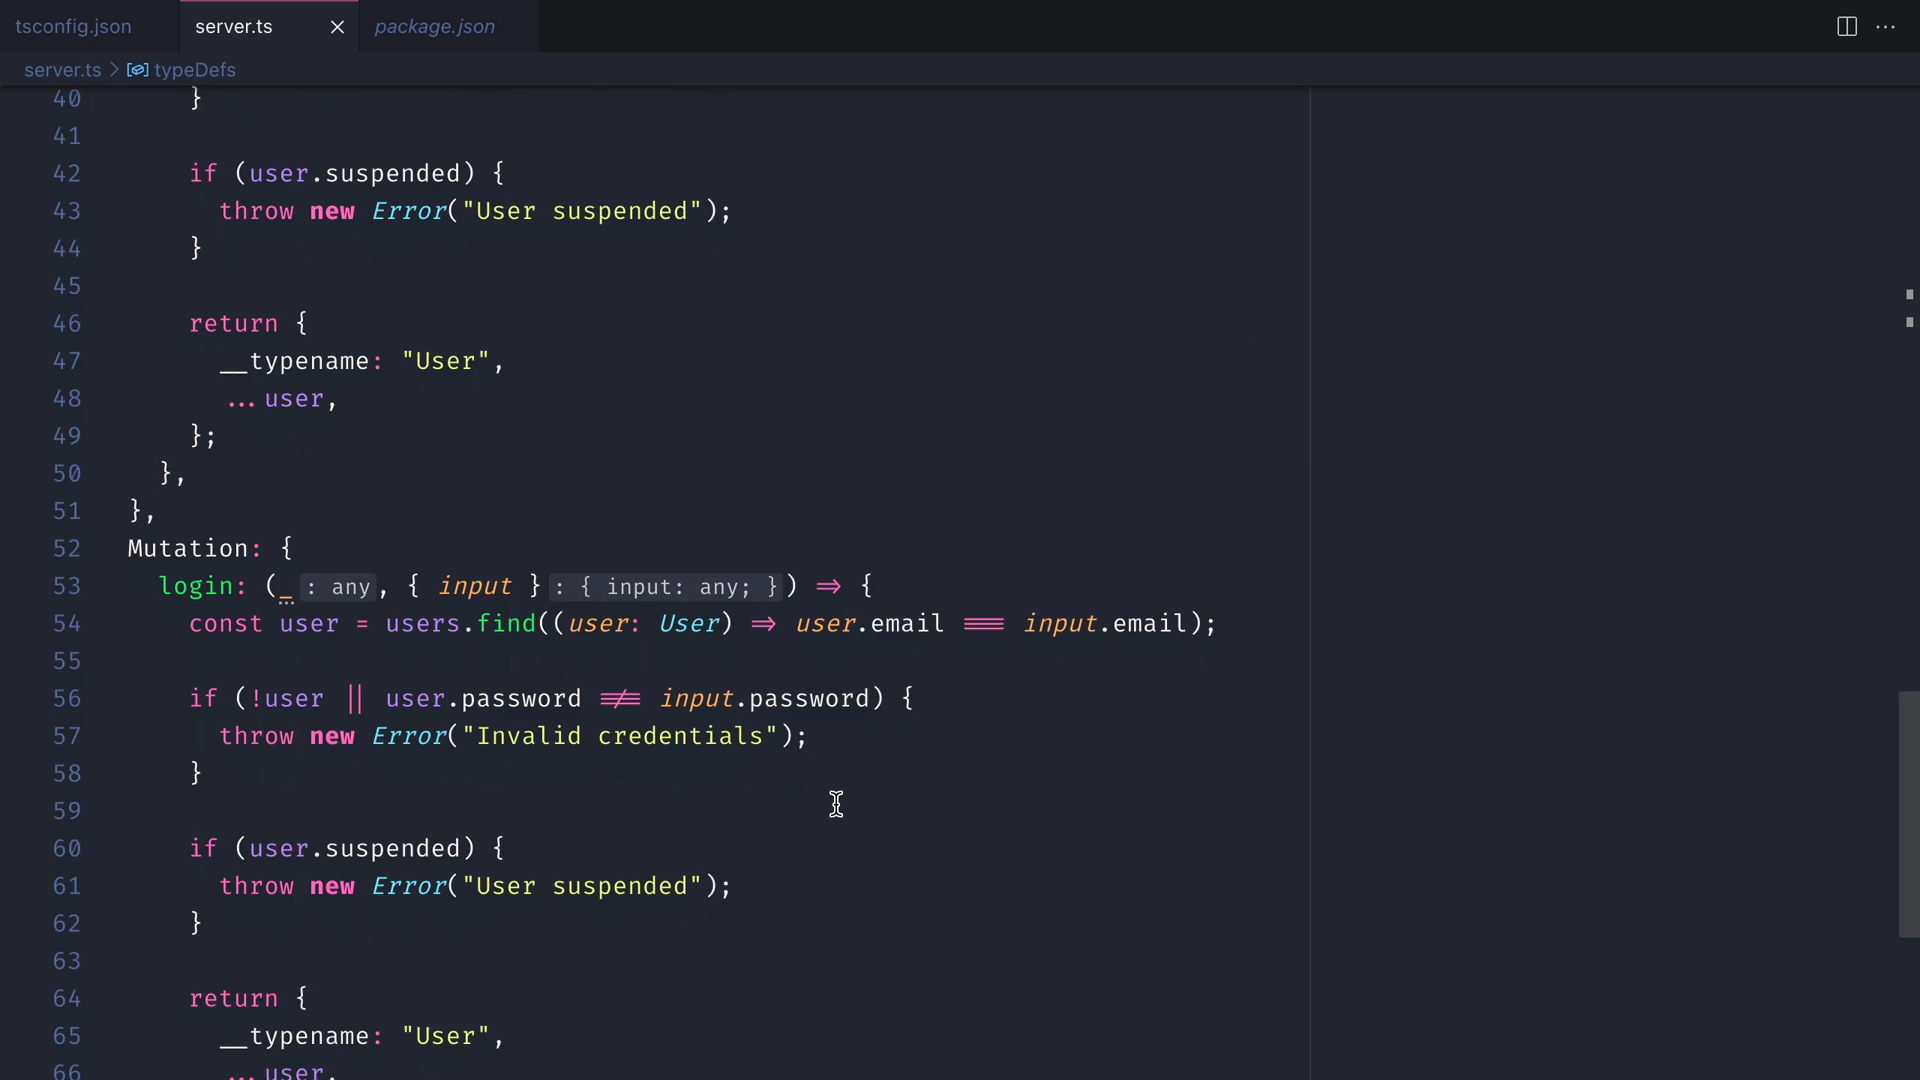 tsconfig.json server.ts package.json
server.ts > typeDefs
40 }
41
42 if (user.suspended) {
43 throw new Error("User suspended");
44 }
45
46 return {
47 __typename: "User",
48 ...user,
49 };
50 },
51 },
52 Mutation: {
53 login: (_: any, { input }: { input: any; }) => {
54 const user = users.find((user: User) => user.email === input.email);
55
56 if (!user || user.password !== input.password) {
57 throw new Error("Invalid credentials");
58 }
59
60 if (user.suspended) {
61 throw new Error("User suspended");
62 }
63
64 return {
65 __typename: "User",
66 ...user,